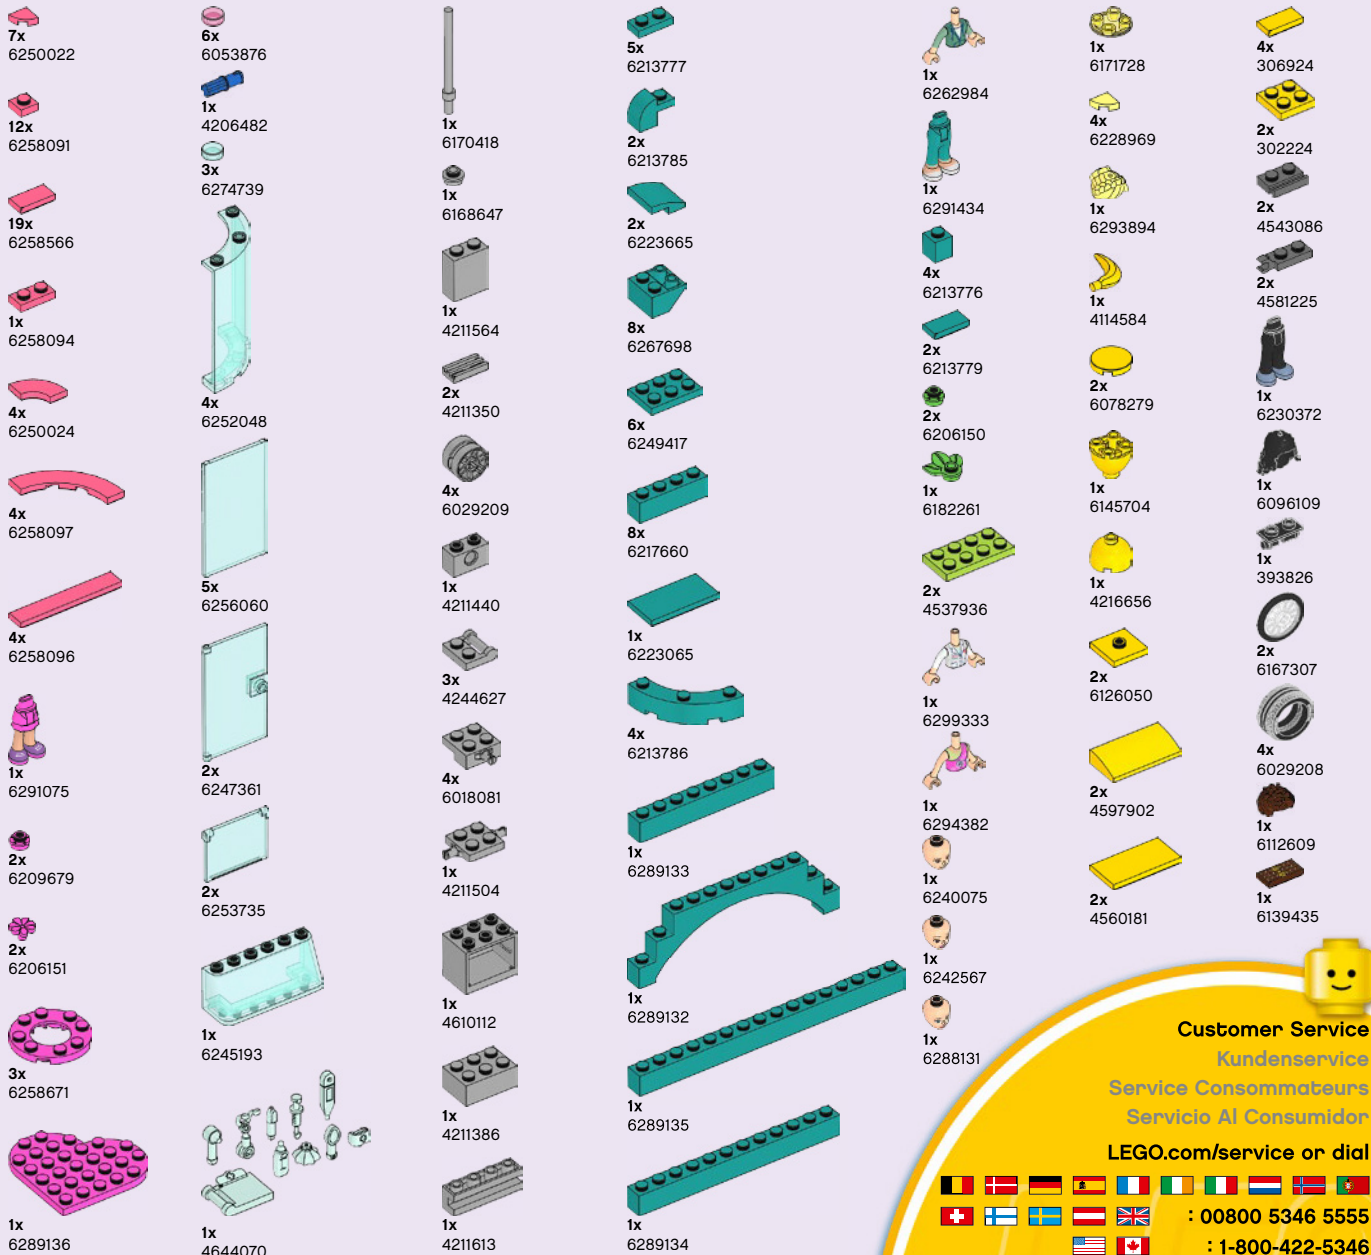 7x
6250022
12x
6258091
19x
6258566
1x
6258094
4x
6250024
4x
6258097
4x
6258096
1x
6291075
2x
6209679
2x
6206151
3x
6258671
1x
6289136
6x
6053876
1x
4206482
3x
6274739
4x
6252048
5x
6256060
2x
6247361
2x
6253735
1x
6245193
1x
4644070
1x
6170418
1x
6168647
1x
4211564
2x
4211350
4x
6029209
1x
4211440
3x
4244627
4x
6018081
1x
4211504
1x
4610112
1x
4211386
1x
4211613
5x
6213777
2x
6213785
2x
6223665
8x
6267698
6x
6249417
8x
6217660
1x
6223065
4x
6213786
1x
6289133
1x
6289132
1x
6289135
1x
6289134
1x
6262984
1x
6291434
4x
6213776
2x
6213779
2x
6206150
1x
6182261
2x
4537936
1x
6299333
1x
6294382
1x
6240075
1x
6242567
1x
6288131
1x
6171728
4x
6228969
1x
6293894
1x
4114584
2x
6078279
1x
6145704
1x
4216656
2x
6126050
2x
4597902
2x
4560181
4x
306924
2x
302224
2x
4543086
2x
4581225
1x
6230372
1x
6096109
1x
393826
2x
6167307
4x
6029208
1x
6112609
1x
6139435
Customer Service
Kundenservice
Service Consommateurs
Servicio Al Consumidor
LEGO.com/service or dial
: 00800 5346 5555
: 1-800-422-5346